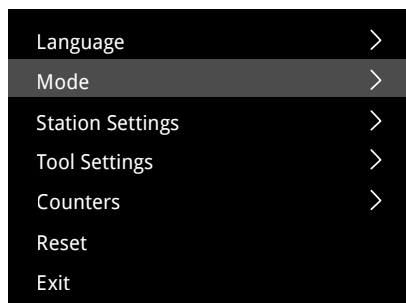 Language
Mode
Station Settings
Tool Settings
Counters
Reset
Exit